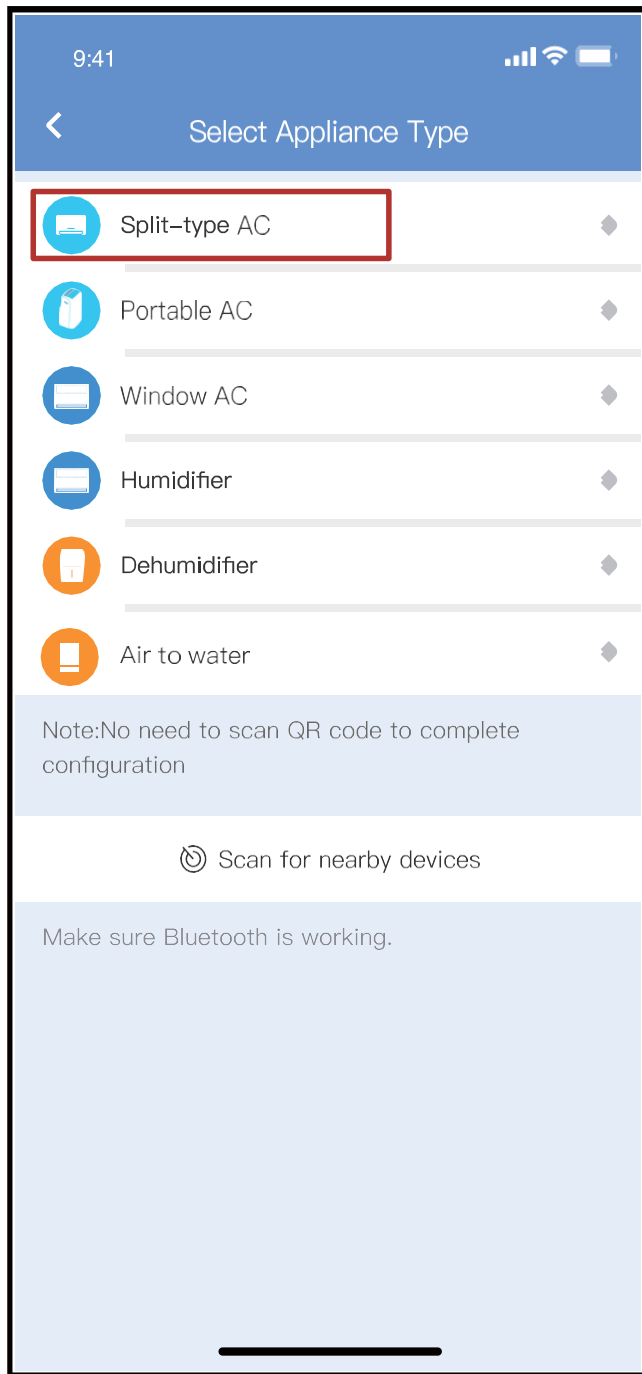 9:41
Select Appliance Type
Split-type AC
Portable AC
Window AC
Humidifier
Dehumidifier
Air to water
Note:No need to scan QR code to complete
configuration
Scan for nearby devices
Make sure Bluetooth is working.